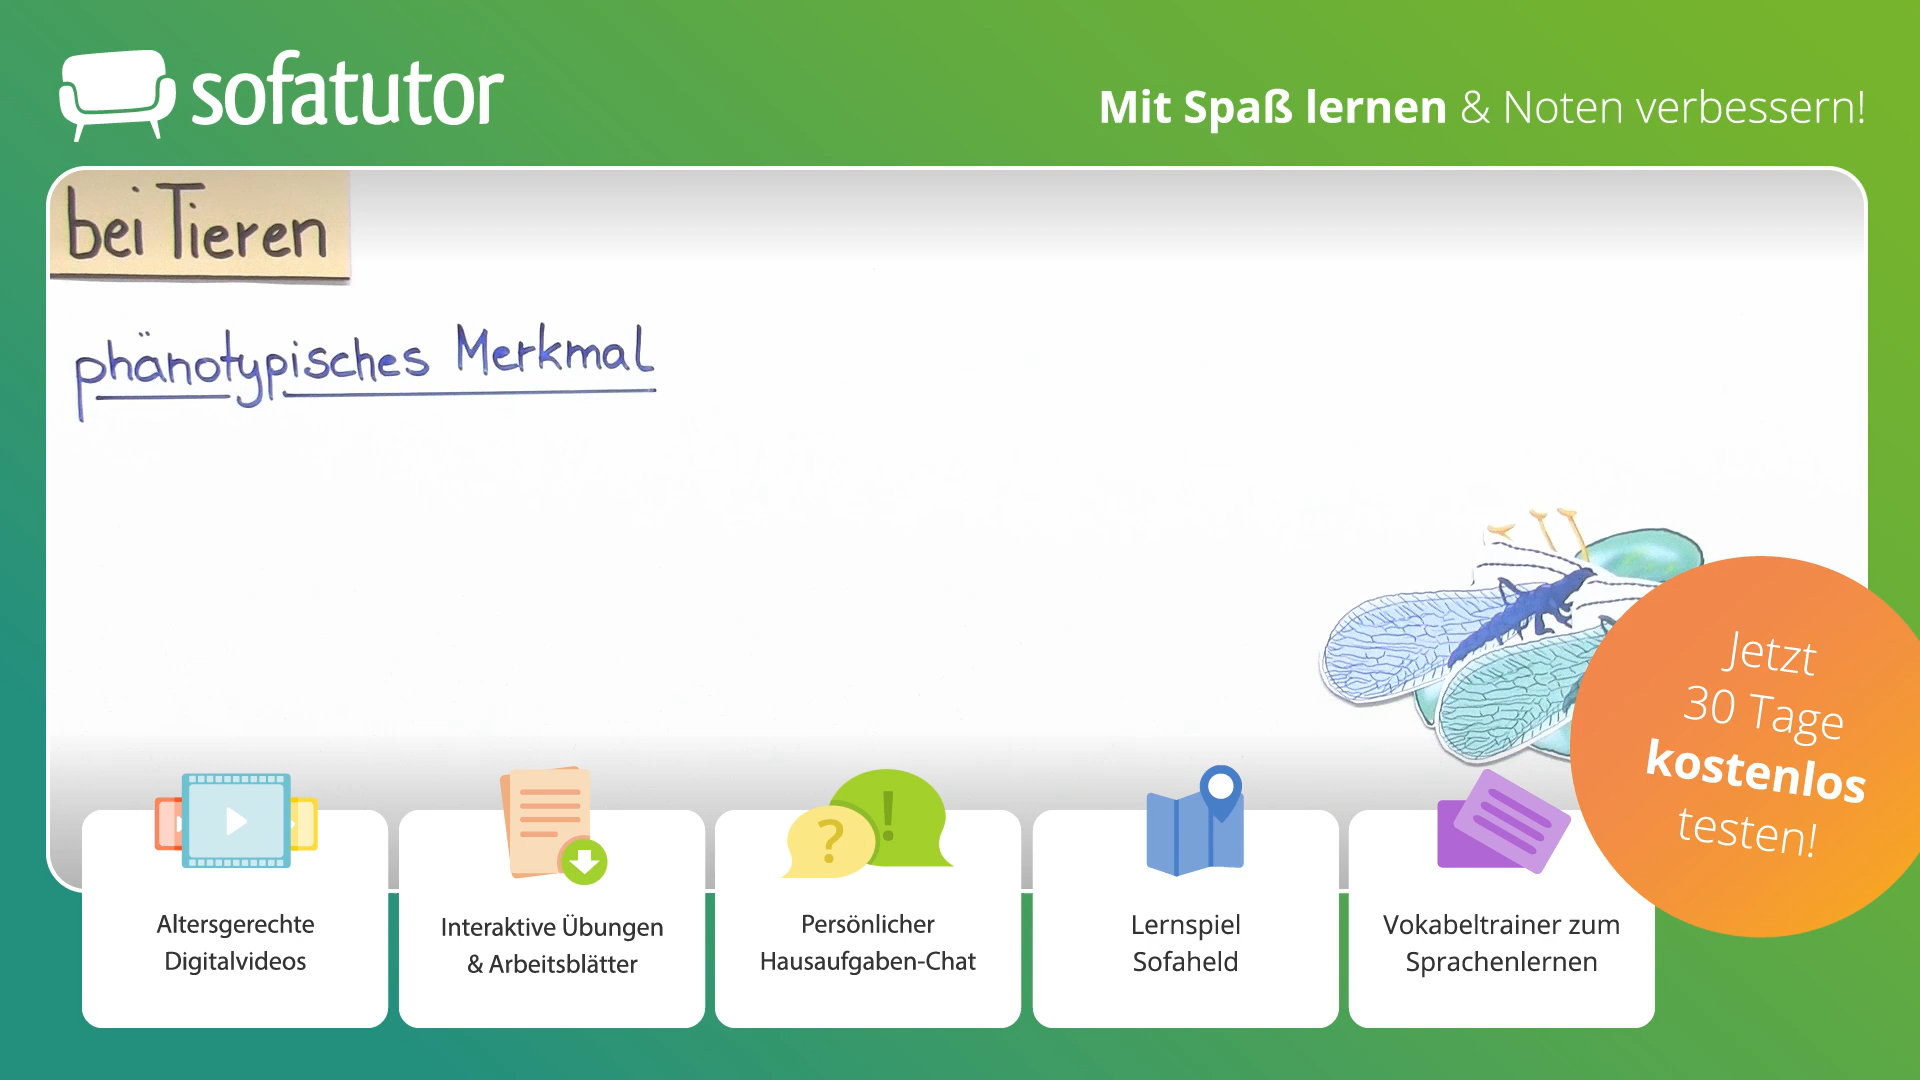 sofatutor
Mit Spaß lernen & Noten verbessern!
bei Tieren
phänotypisches Merkmal
Jetzt
30 Tage
kostenlos
testen!
?
!
Altersgerechte
Digitalvideos
Interaktive Übungen
& Arbeitsblätter
Persönlicher
Hausaufgaben-Chat
Lernspiel
Sofaheld
Vokabeltrainer zum
Sprachenlernen